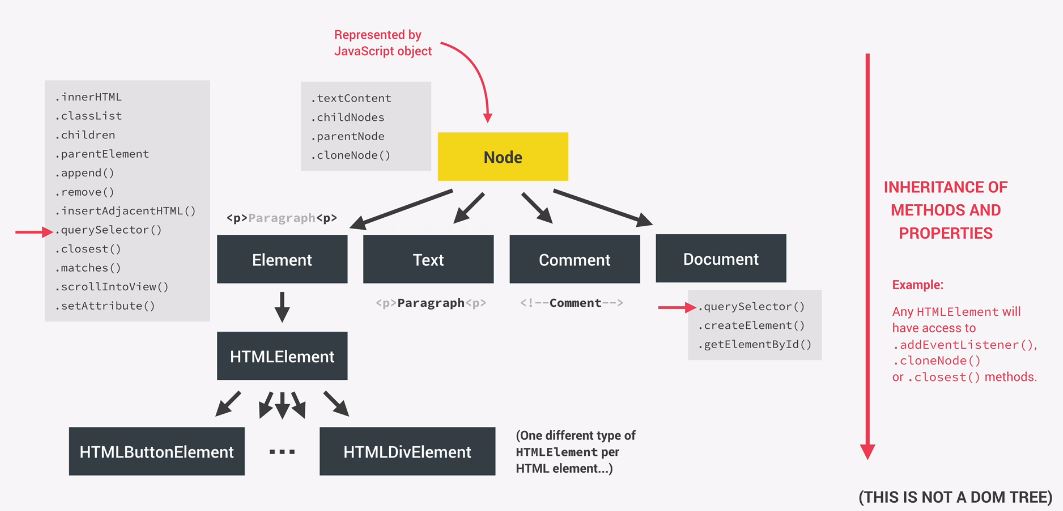 Represented by
JavaScript object
.innerHTML
.classList
.children
.parentElement
.append()
.remove()
.insertAdjacentHTML()
.querySelector()
.closest()
.matches()
.scrollIntoView()
.setAttribute()
.textContent
.childNodes
.parentNode
.cloneNode()
Node
<p>Paragraph<p>
Element
Text
Comment
Document
<p>Paragraph<p>
<!--Comment-->
.querySelector()
.createElement()
.getElementById()
HTMLElement
HTMLButtonElement
...
HTMLDivElement
(One different type of
HTMLElement per
HTML element...)
INHERITANCE OF
METHODS AND
PROPERTIES
Example:
Any HTMLElement will
have access to
.addEventListener(),
.cloneNode()
or .closest() methods.
(THIS IS NOT A DOM TREE)